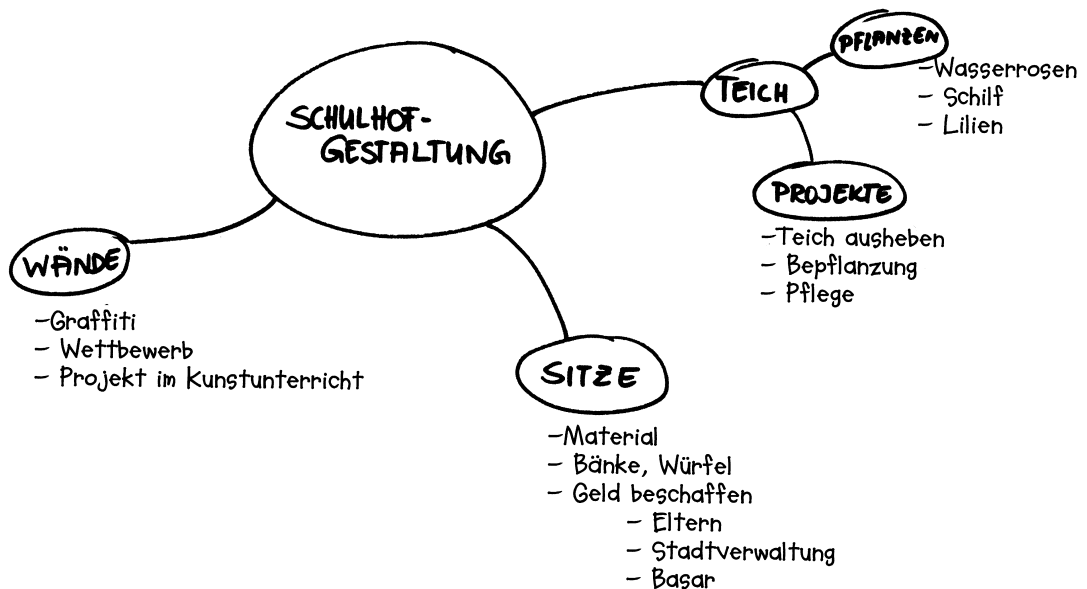 SCHULHOF-
GESTALTUNG
TEICH
PFLANZEN
-Wasserrosen
- Schilf
- Lilien
PROJEKTE
-Teich ausheben
- Bepflanzung
- Pflege
WÄNDE
-Graffiti
- Wettbewerb
- Projekt im Kunstunterricht
SITZE
-Material
- Bänke, Würfel
- Geld beschaffen
- Eltern
- Stadtverwaltung
- Basar